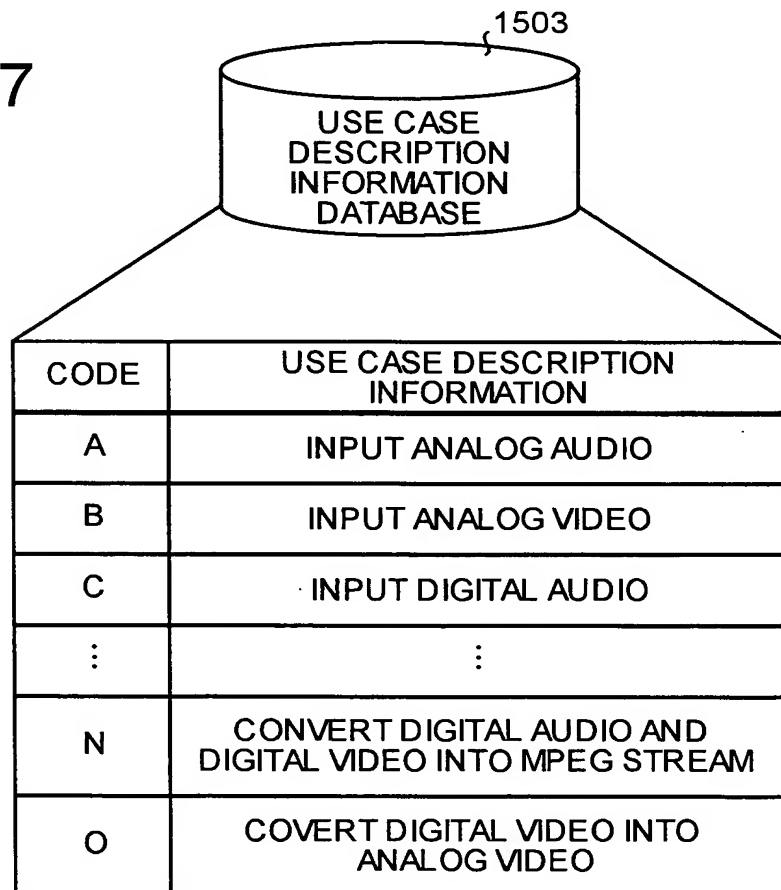 1503
7
USE CASE
DESCRIPTION
INFORMATION
DATABASE
CODE
USE CASE DESCRIPTION
INFORMATION
A
INPUT ANALOG AUDIO
B
INPUT ANALOG VIDEO
C
INPUT DIGITAL AUDIO
⋮
⋮
N
CONVERT DIGITAL AUDIO AND
DIGITAL VIDEO INTO MPEG STREAM
O
COVERT DIGITAL VIDEO INTO
ANALOG VIDEO